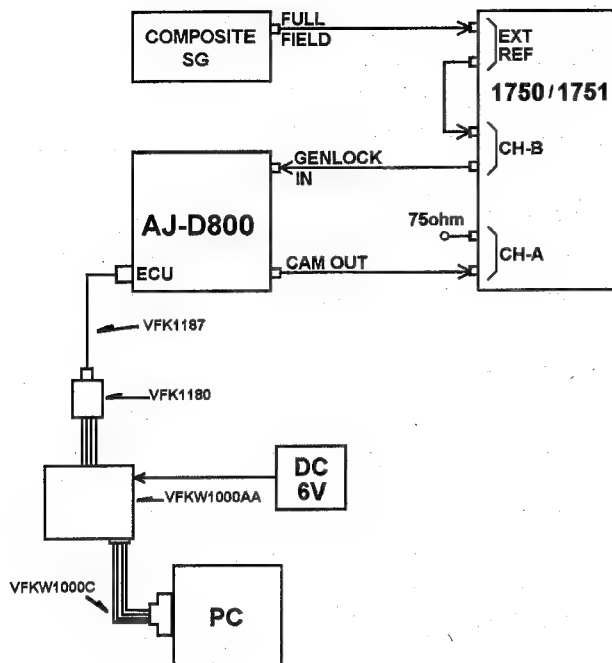 COMPOSITE
SG
FULL
FIELD
EXT
REF
1750 / 1751
CH-B
GENLOCK
IN
AJ-D800
75ohm
CH-A
CAM OUT
ECU
VFK1187
VFK1180
DC
6V
VFKW1000AA
VFKW1000C
PC